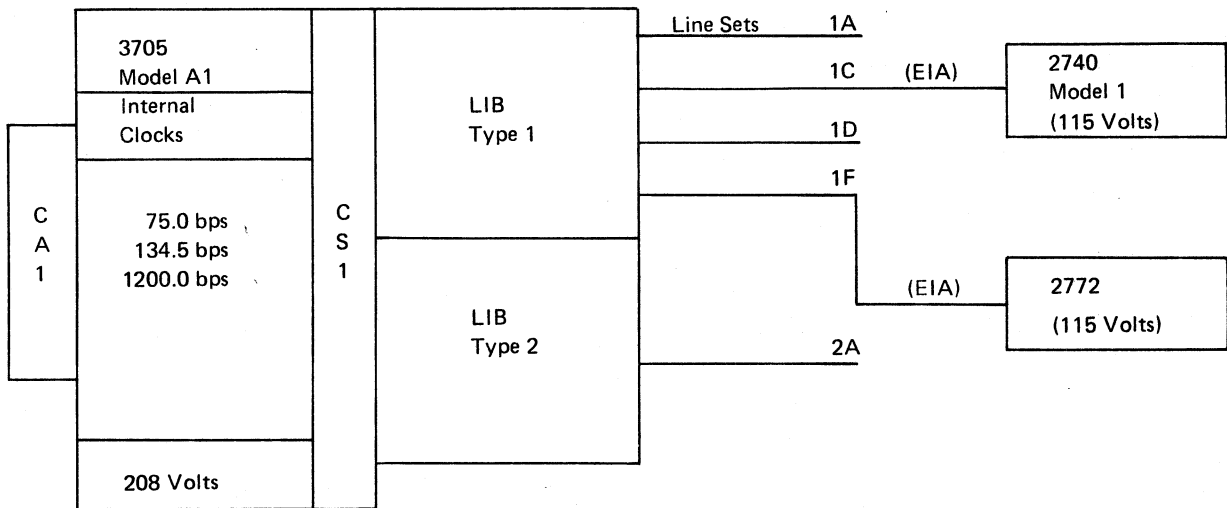 3705
Model A1
Internal
Clocks
C
A
1
75.0 bps
134.5 bps
1200.0 bps
208 Volts
C
S
1
LIB
Type 1
LIB
Type 2
Line Sets 1A
1C (EIA)
1D
1F
2A
2740
Model 1
(115 Volts)
(EIA)
2772
(115 Volts)